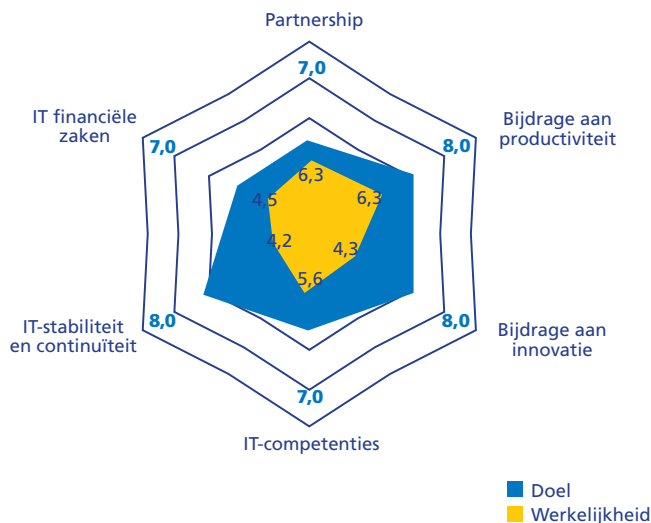 Partnership
7,0
IT financiële
zaken
7,0
Bijdrage aan
productiviteit
8,0
6,3
4,5
6,3
4,2
4,3
5,6
IT-stabiliteit
en continuïteit
8,0
Bijdrage aan
innovatie
8,0
7,0
IT-competenties
Doel
Werkelijkheid